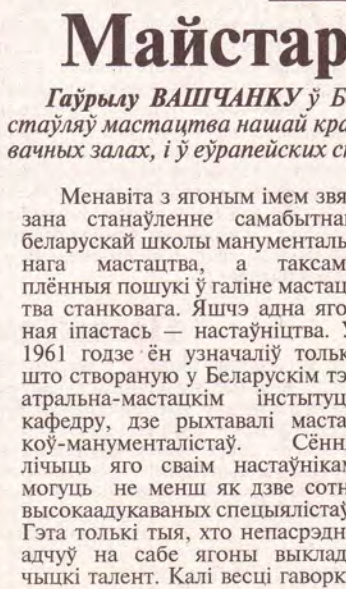 Майстар
Гаўрылу ВАШЧАНКУ ў Б
стаўляў мастацтва нашай кра
вачных залах, і ў еўрапейскіх с
Менавіта з ягоным імем звя
зана станаўленне самабытна
беларускай школы манументаль
нага мастацтва, а таксам
плённыя пошукі ў галіне мастац
тва станковага. Яшчэ адна яго
ная іпастась — настаўніцтва. У
1961 годзе ён узначаліў тольк
што створаную у Беларускім тэ
атральна-мастацкім інстытуц
кафедру, дзе рыхтавалі маста
коў-манументалістаў. Сёння
лічыць яго сваім настаўнікам
могуць не менш як дзве сотн
высокаадукаваных спецыялістаў
Гэта толькі тыя, хто непасрэдн
адчуў на сабе ягоны выклад
чыцкі талент. Калі весці гаворк